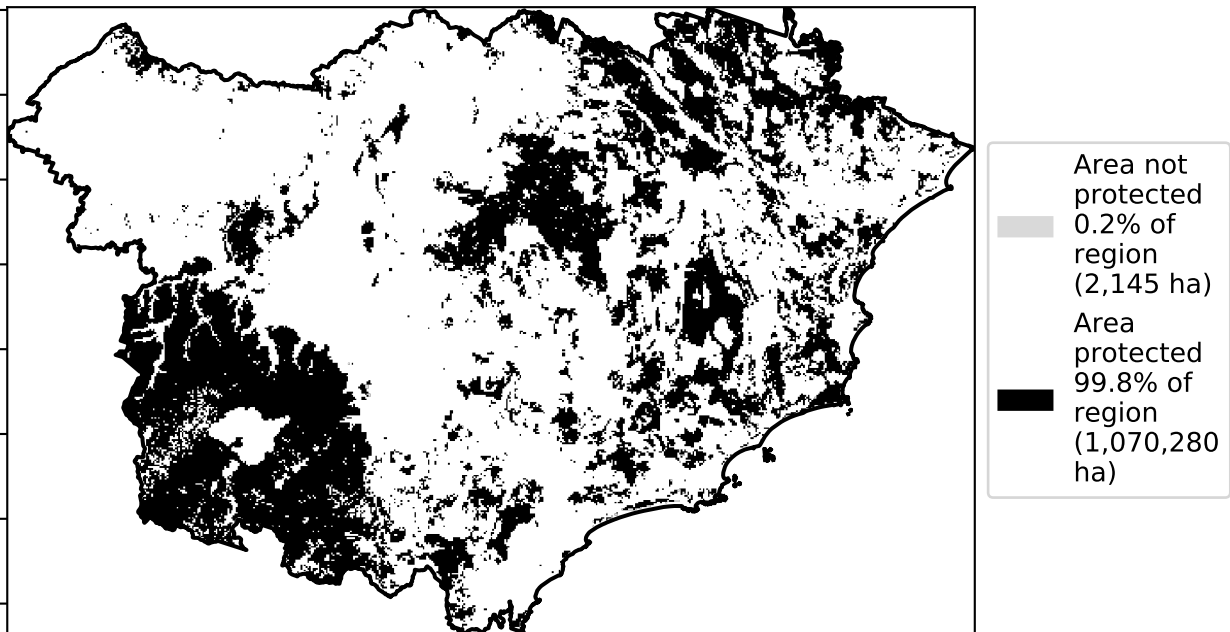 Area not
protected
0.2% of
region
(2,145 ha)
Area
protected
99.8% of
region
(1,070,280
ha)